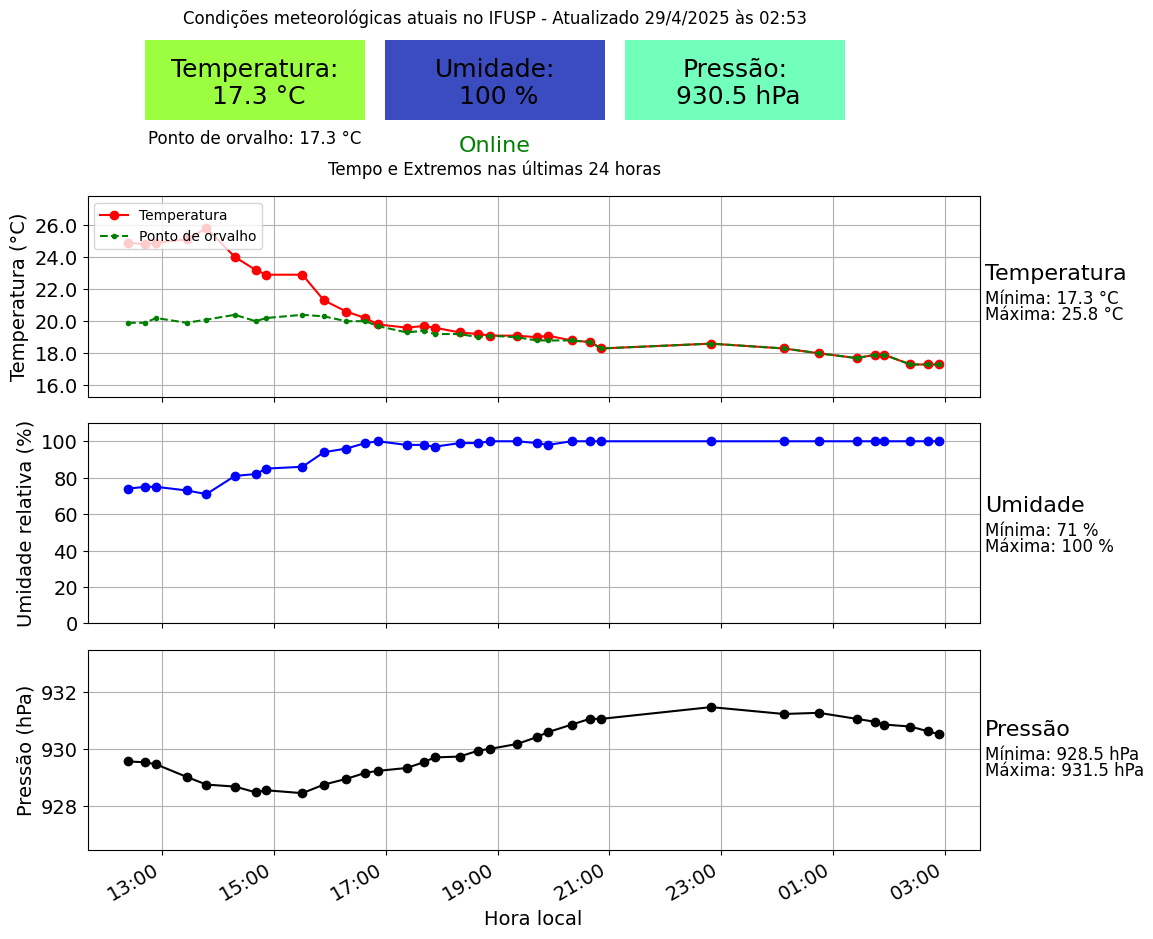 Condições meteorológicas atuais no IFUSP - Atualizado 29/4/2025 às 02:53
Temperatura:
17.3 °C
Umidade:
100 %
Pressão:
930.5 hPa
Ponto de orvalho: 17.3 °C
Online
Tempo e Extremos nas últimas 24 horas
Temperatura (°C)
26.0
24.0
22.0
20.0
18.0
16.0
Temperatura
Ponto de orvalho
Temperatura
Mínima: 17.3 °C
Máxima: 25.8 °C
Umidade relativa (%)
100
80
60
40
20
0
Umidade
Mínima: 71 %
Máxima: 100 %
Pressão (hPa)
932
930
928
Pressão
Mínima: 928.5 hPa
Máxima: 931.5 hPa
13:00 15:00 17:00 19:00 21:00 23:00 01:00 03:00
Hora local